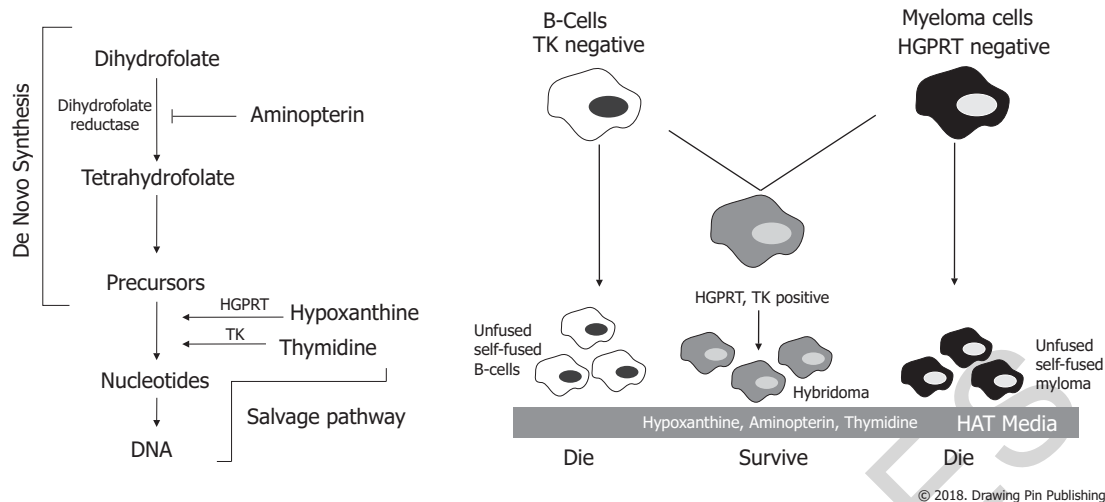 De Novo Synthesis
Dihydrofolate
Dihydrofolate
reductase
Aminopterin
Tetrahydrofolate
Precursors
HGPRT
Hypoxanthine
TK
Thymidine
Nucleotides
Salvage pathway
DNA
B-Cells
TK negative
Myeloma cells
HGPRT negative
HGPRT, TK positive
Unfused
self-fused
B-cells
Hybridoma
Unfused
self-fused
myloma
Hypoxanthine, Aminopterin, Thymidine
HAT Media
Die
Survive
Die
© 2018. Drawing Pin Publishing